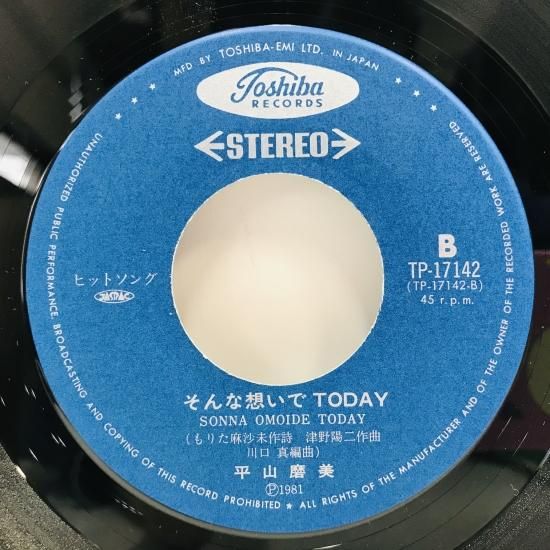 MFD BY TOSHIBA-EMI LTD. IN JAPAN
Toshiba
RECORDS
STEREO
B
TP-17142
(TP-17142-B)
45 r.p.m.
ヒットソング
JASRAC
そんな想いで TODAY
SONNA OMOIDE TODAY
(もりた麻沙未作詩 津野陽二作曲
川口 真編曲)
平山磨美
Ⓟ1981
UNAUTHORIZED PUBLIC PERFORMANCE, BROADCASTING AND COPYING OF THIS RECORD PROHIBITED ★ ALL RIGHTS OF THE MANUFACTURER AND OF THE OWNER OF THE RECORDED WORK ARE RESERVED